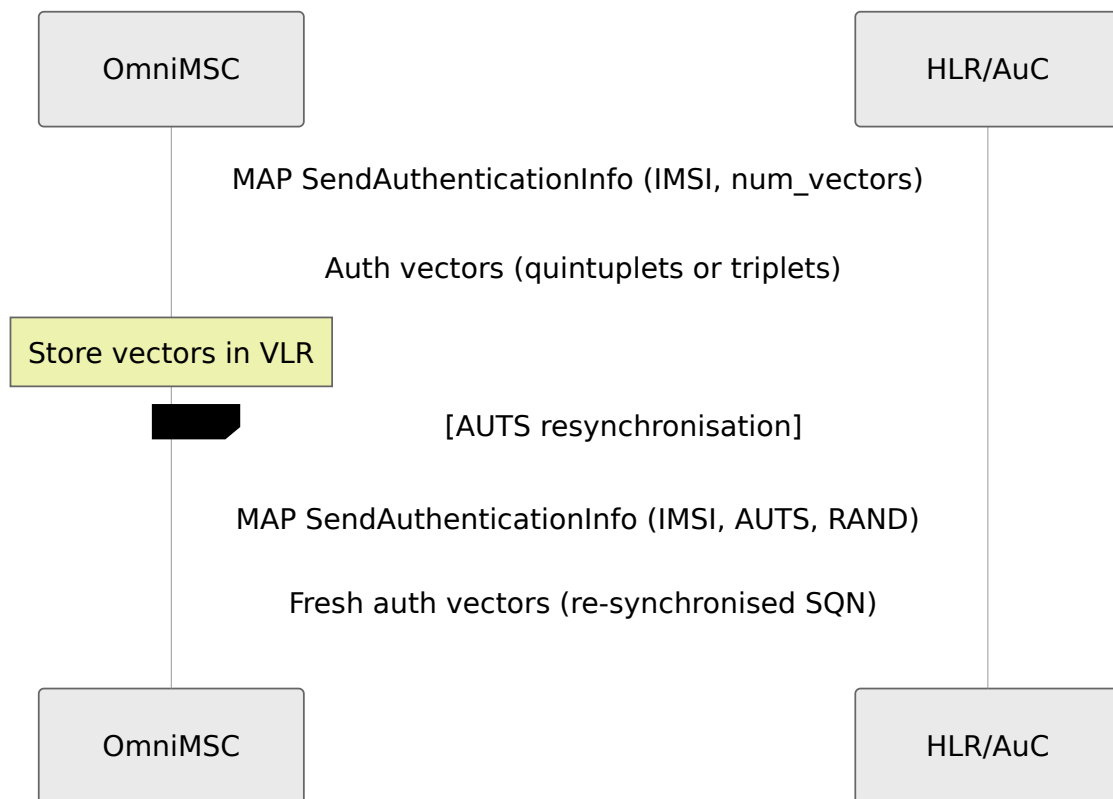 OmniMSC
HLR/AuC
MAP SendAuthenticationInfo (IMSI, num_vectors)
Auth vectors (quintuplets or triplets)
Store vectors in VLR
[AUTS resynchronisation]
MAP SendAuthenticationInfo (IMSI, AUTS, RAND)
Fresh auth vectors (re-synchronised SQN)
OmniMSC
HLR/AuC